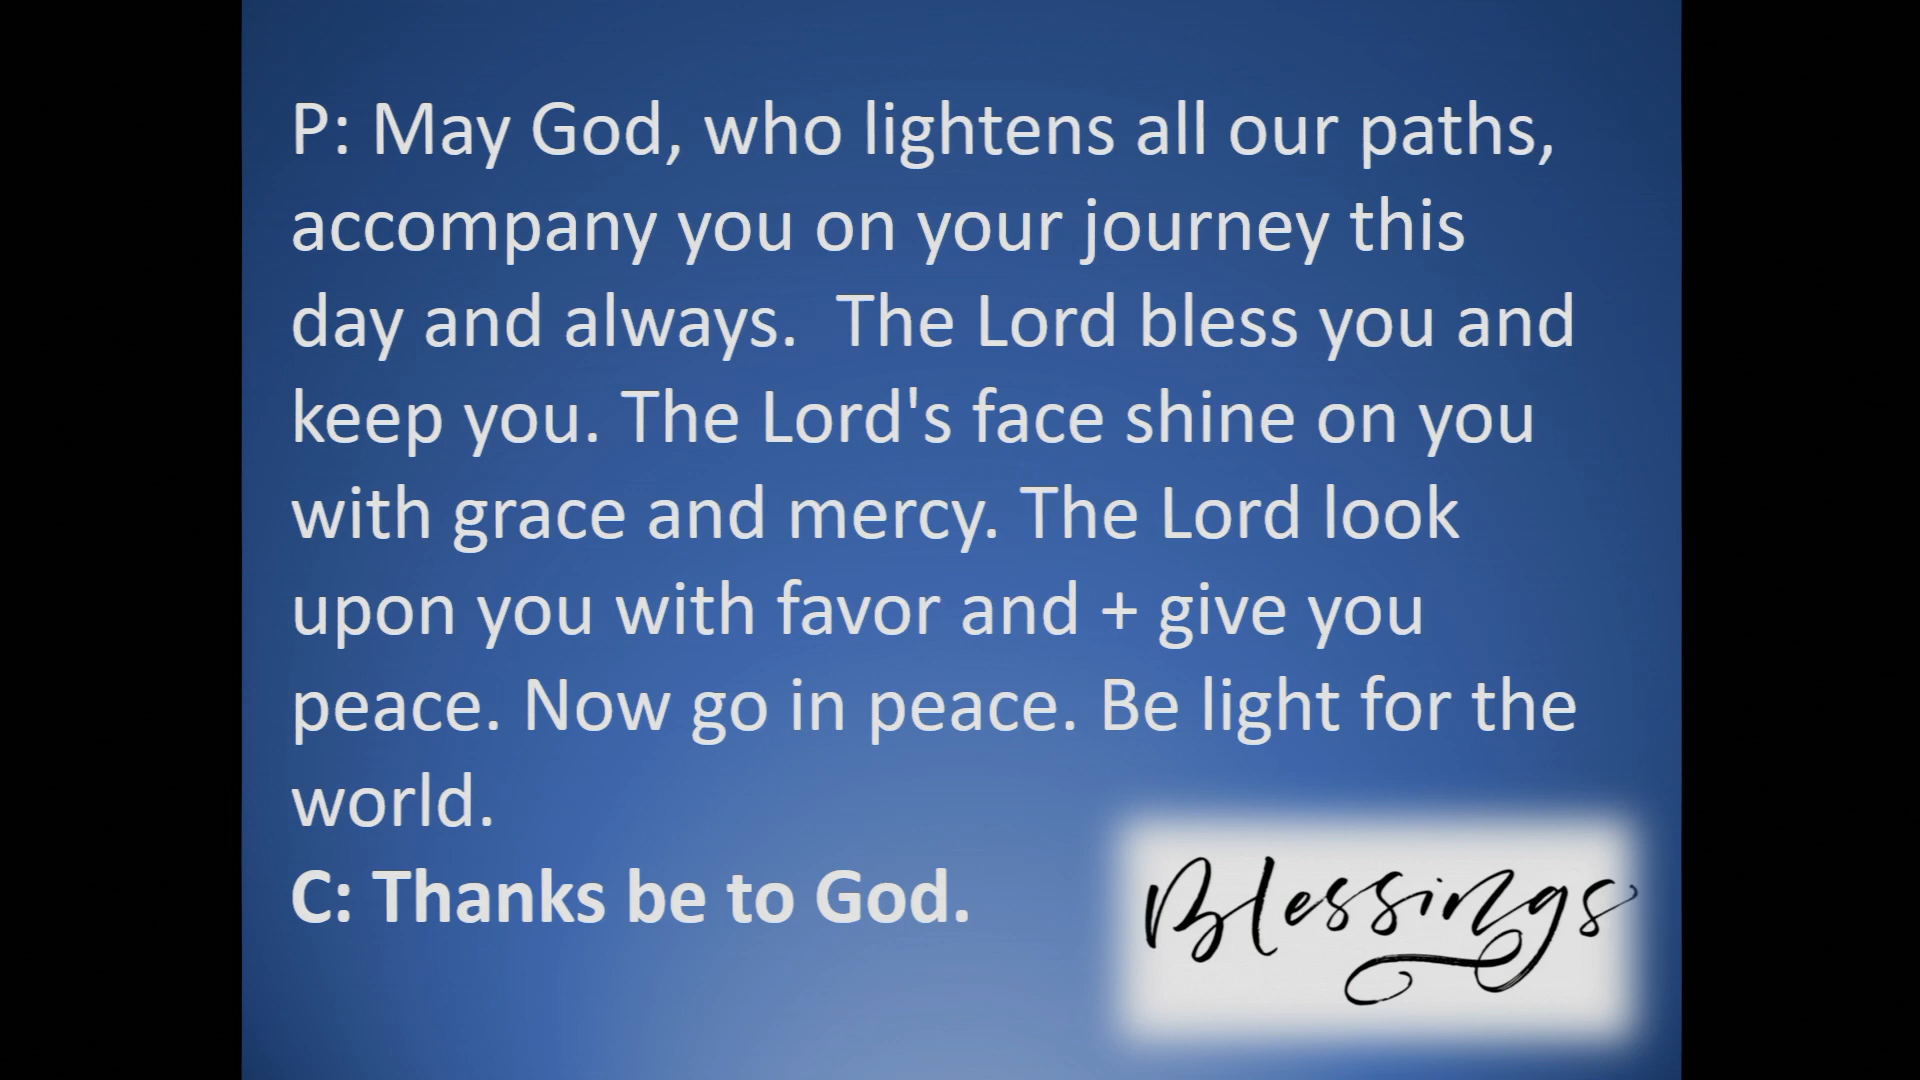 P: May God, who lightens all our paths,
accompany you on your journey this
day and always.  The Lord bless you and
keep you. The Lord's face shine on you
with grace and mercy. The Lord look
upon you with favor and + give you
peace. Now go in peace. Be light for the
world.
C: Thanks be to God.
Blessings